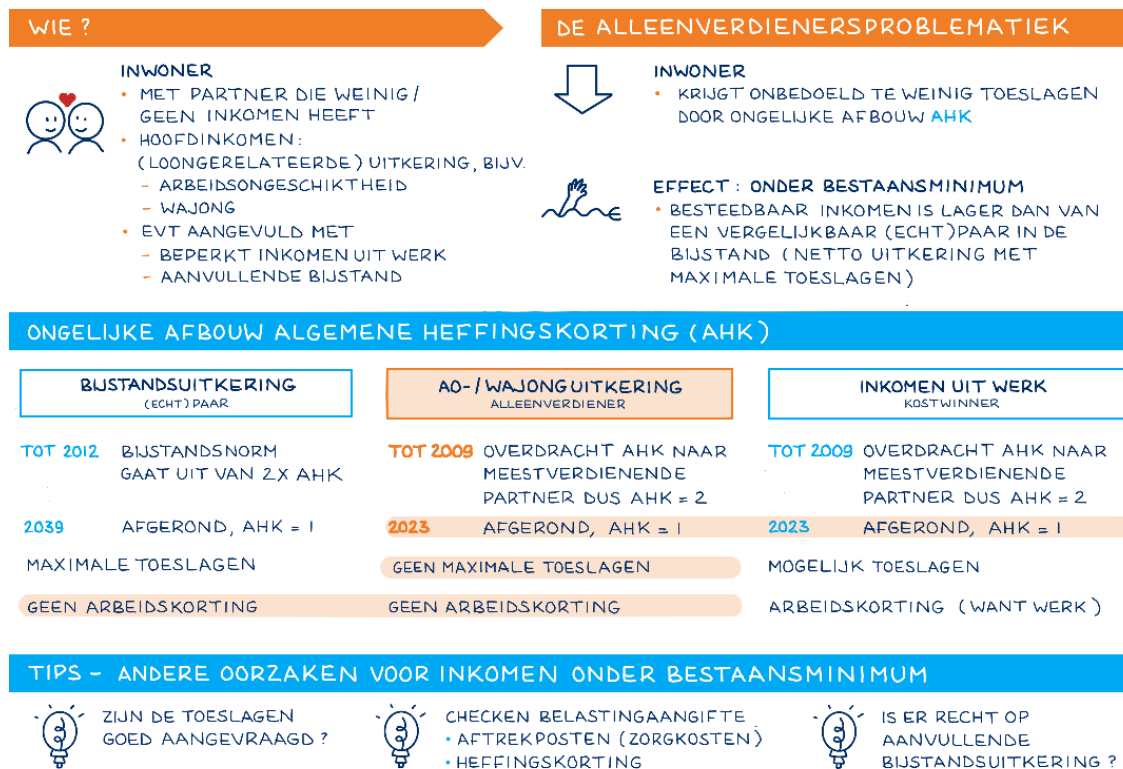 WIE ?
INWONER
• MET PARTNER DIE WEINIG /
GEEN INKOMEN HEEFT
• HOOFDINKOMEN:
(LOONGERELATEERDE) UITKERING, BIJV.
- ARBEIDSONGESCHIKTHEID
- WAJONG
• EVT AANGEVULD MET
- BEPERKT INKOMEN UIT WERK
- AANVULLENDE BIJSTAND
DE ALLEENVERDIENERSPROBLEMATIEK
INWONER
• KRIJGT ONBEDOELD TE WEINIG TOESLAGEN
DOOR ONGELIJKE AFBOUW AHK
EFFECT: ONDER BESTAANSMINIMUM
• BESTEEDBAAR INKOMEN IS LAGER DAN VAN
EEN VERGELIJKBAAR (ECHT)PAAR IN DE
BIJSTAND (NETTO UITKERING MET
MAXIMALE TOESLAGEN)
ONGELIJKE AFBOUW ALGEMENE HEFFINGSKORTING (AHK)
BIJSTANDSUITKERING
(ECHT) PAAR
TOT 2012 BIJSTANDSNORM
GAAT UIT VAN 2X AHK
2039 AFGEROND, AHK = 1
MAXIMALE TOESLAGEN
GEEN ARBEIDSKORTING
AO-/WAJONGUITKERING
ALLEENVERDIENER
TOT 2009 OVERDRACHT AHK NAAR
MEESTVERDIENENDE
PARTNER DUS AHK = 2
2023 AFGEROND, AHK = 1
GEEN MAXIMALE TOESLAGEN
GEEN ARBEIDSKORTING
INKOMEN UIT WERK
KOSTWINNER
TOT 2009 OVERDRACHT AHK NAAR
MEESTVERDIENENDE
PARTNER DUS AHK = 2
2023 AFGEROND, AHK = 1
MOGELIJK TOESLAGEN
ARBEIDSKORTING (WANT WERK)
TIPS - ANDERE OORZAKEN VOOR INKOMEN ONDER BESTAANSMINIMUM
ZIJN DE TOESLAGEN
GOED AANGEVRAAGD ?
CHECKEN BELASTINGAANGIFTE
• AFTREKPOSTEN (ZORGKOSTEN)
• HEFFINGSKORTING
IS ER RECHT OP
AANVULLENDE
BIJSTANDSUITKERING ?